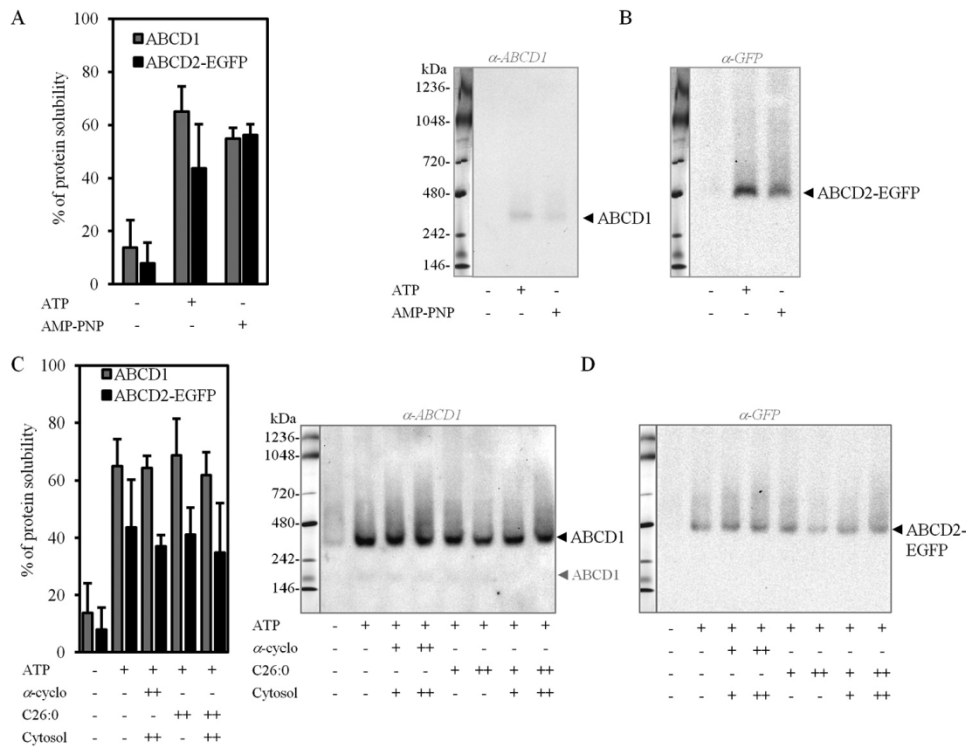 A
100
80
60
40
20
0
% of protein solubility
ABCD1
ABCD2-EGFP
ATP - + -
AMP-PNP - - +
α-ABCD1
kDa
1236-
1048-
720-
480-
242-
146-
ABCD1
ATP - + -
AMP-PNP - - +
B
α-GFP
ABCD2-EGFP
- + -
- - +
C
100
80
60
40
20
0
% of protein solubility
ABCD1
ABCD2-EGFP
ATP - + + + +
α-cyclo - - ++ - -
C26:0 - - - ++ ++
Cytosol - - ++ - ++
α-ABCD1
kDa
1236-
1048-
720-
480-
242-
146-
ABCD1
ABCD1
ATP - + + + + + + +
α-cyclo - - + ++ - - - -
C26:0 - - - - + ++ + ++
Cytosol - - + ++ - - + ++
D
α-GFP
ABCD2-
EGFP
- + + + + + + +
- - + ++ - - - -
- - - - + ++ + ++
- - + ++ - - + ++